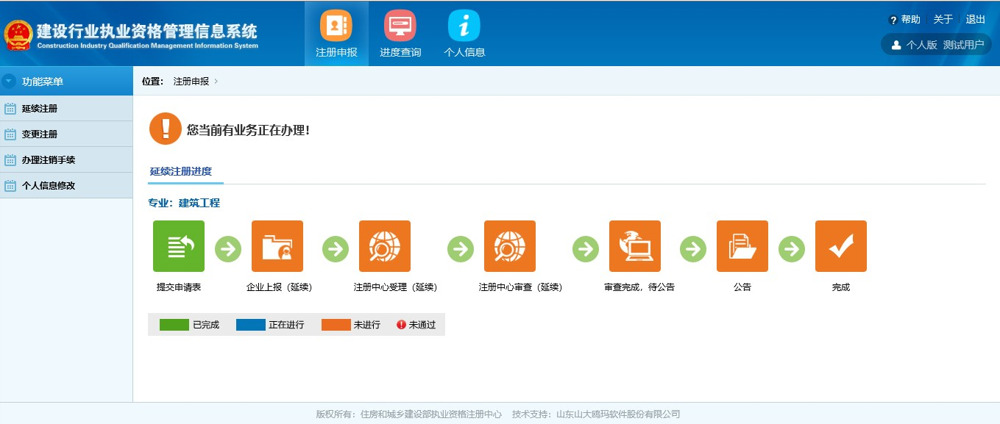 建设行业执业资格管理信息系统
Construction Industry Qualification Management Information System
注册申报
进度查询
个人信息
帮助 关于 退出
个人版 测试用户
功能菜单
延续注册
变更注册
办理注销手续
个人信息修改
位置： 注册申报
您当前有业务正在办理!
延续注册进度
专业：建筑工程
提交申请表
企业上报（延续）
注册中心受理（延续）
注册中心审查（延续）
审查完成，待公告
公告
完成
已完成
正在进行
未进行
未通过
版权所有：住房和城乡建设部执业资格注册中心 技术支持：山东山大鸥玛软件股份有限公司